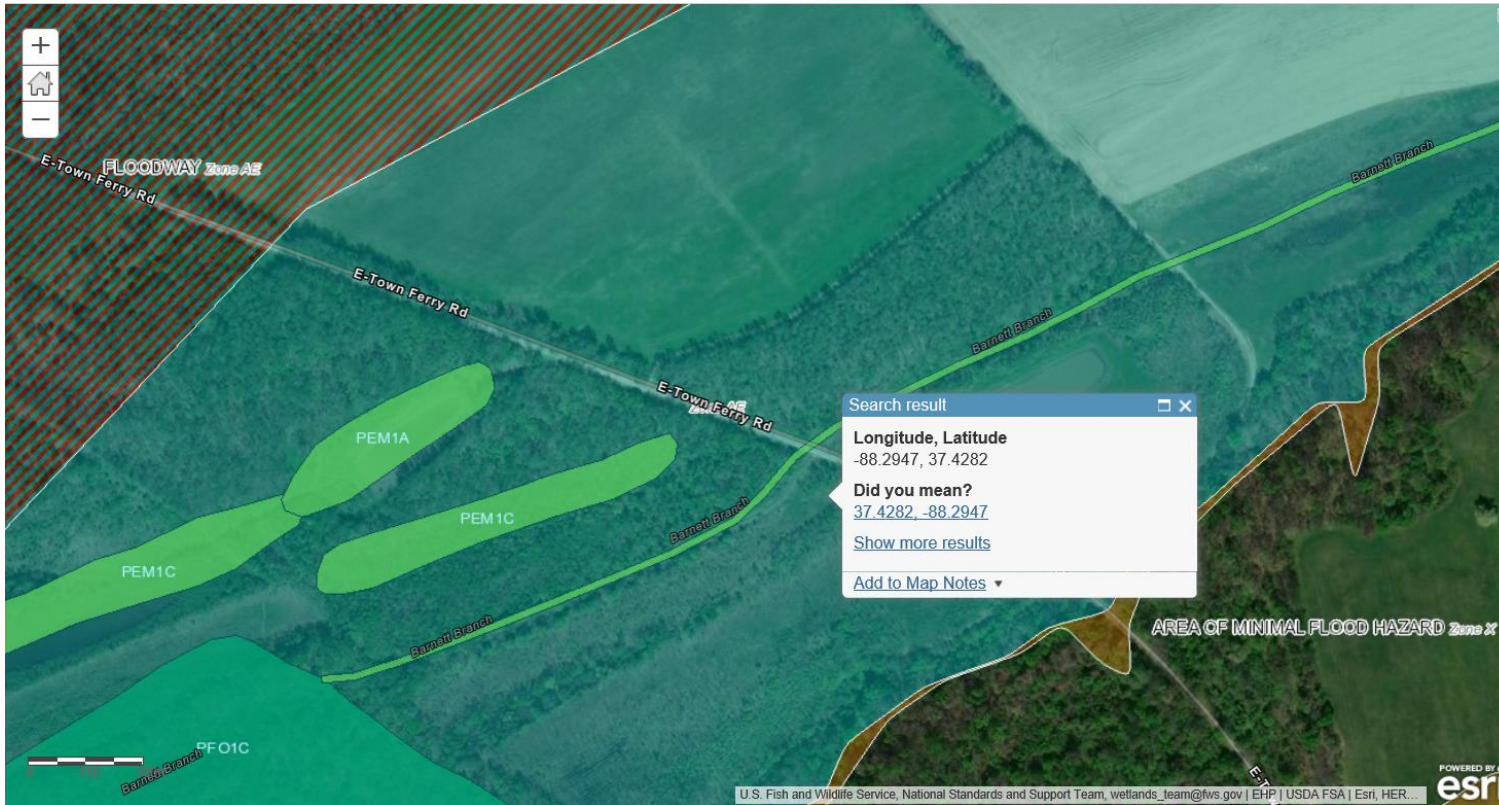 +
−
FLOODWAY Zone AE
E-Town Ferry Rd
Barnett Branch
E-Town Ferry Rd
Barnett Branch
E-Town Ferry Rd
Zone AE
Search result
Longitude, Latitude
-88.2947, 37.4282
Did you mean?
37.4282, -88.2947
Show more results
Add to Map Notes
PEM1A
PEM1C
Barnett Branch
PEM1C
Barnett Branch
AREA OF MINIMAL FLOOD HAZARD Zone X
PFO1C
Barnett Branch
0
POWERED BY
esri
U.S. Fish and Wildlife Service, National Standards and Support Team, wetlands_team@fws.gov | EHP | USDA FSA | Esri, HER...